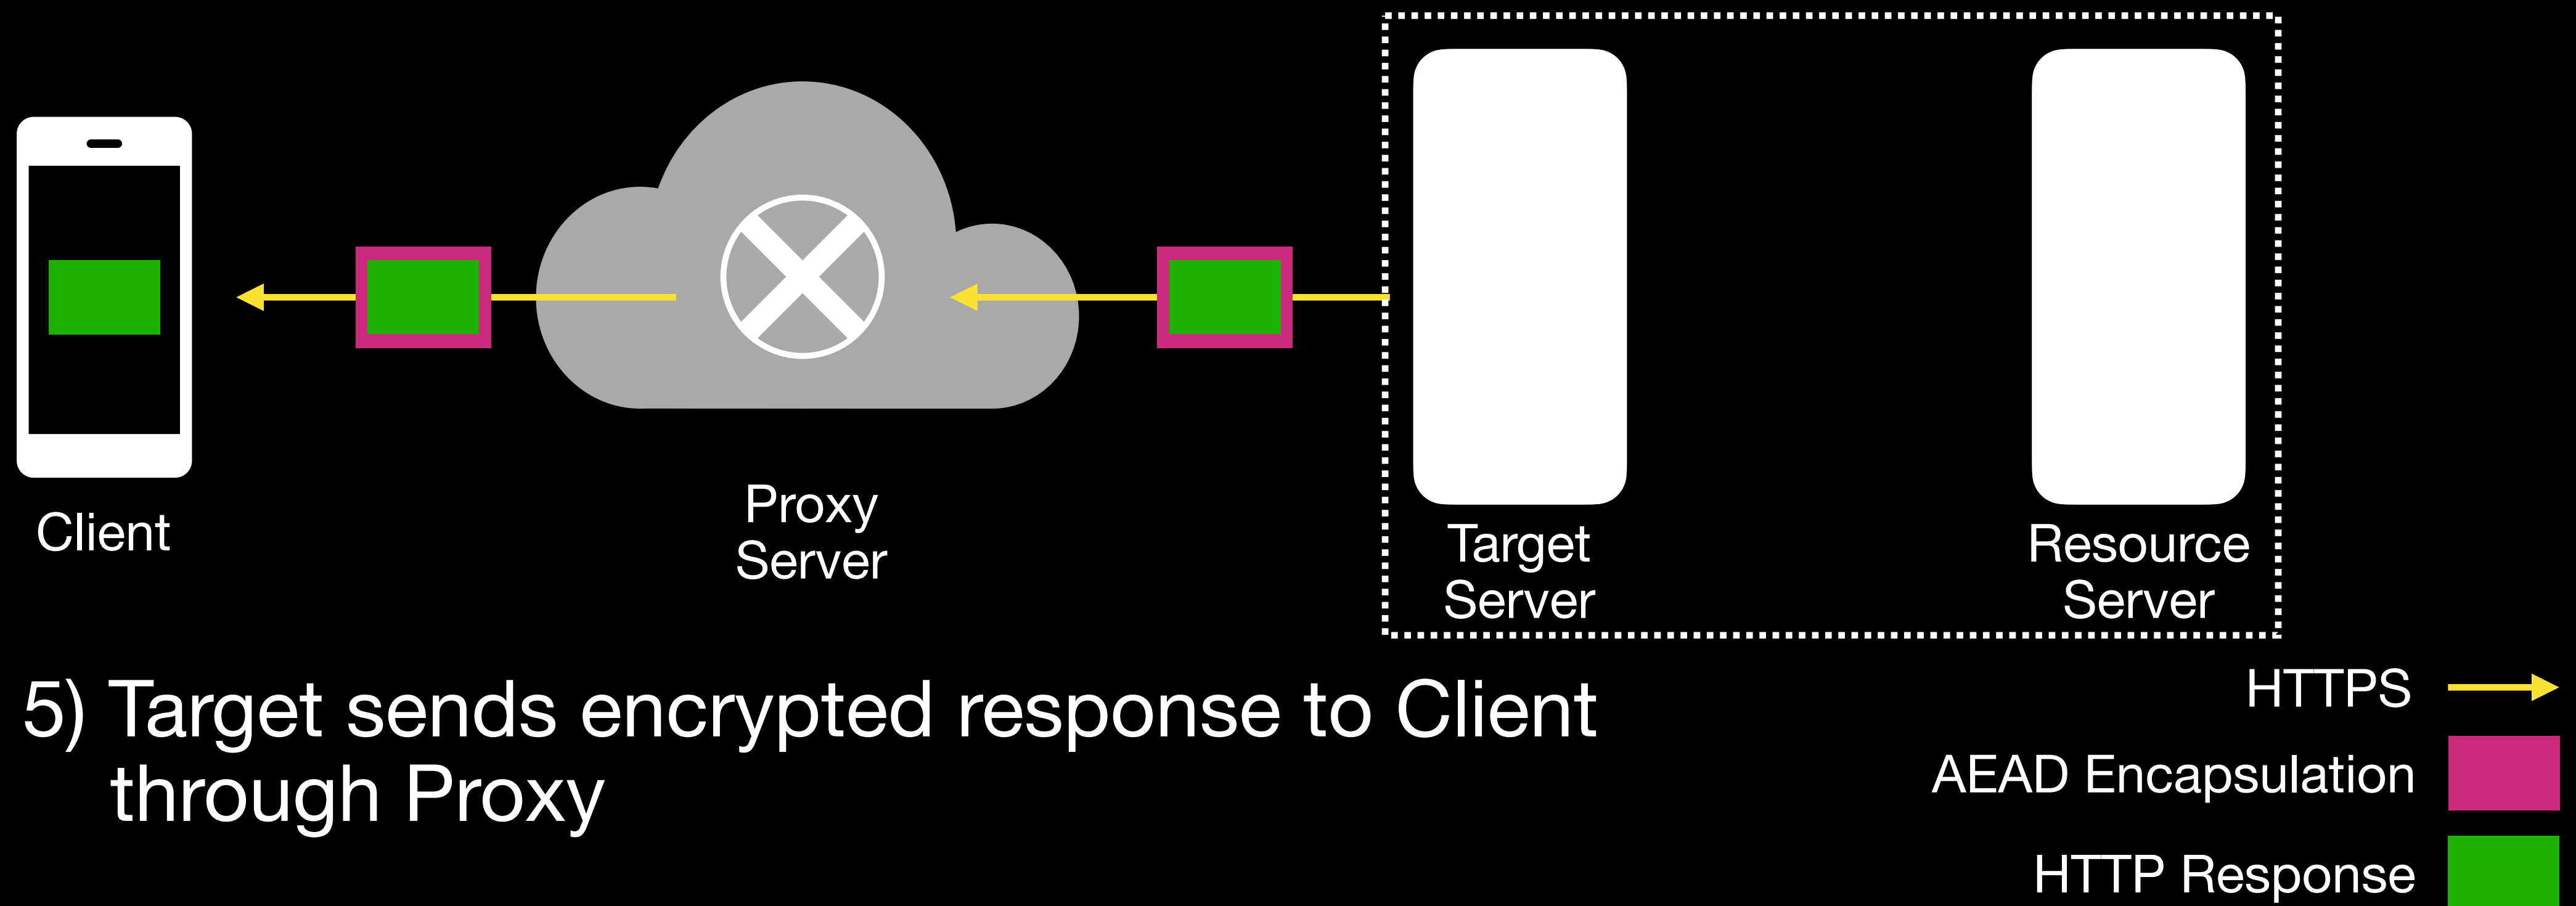 Client
Proxy
Server
Target
Server
Resource
Server
5) Target sends encrypted response to Client
through Proxy
HTTPS
AEAD Encapsulation
HTTP Response